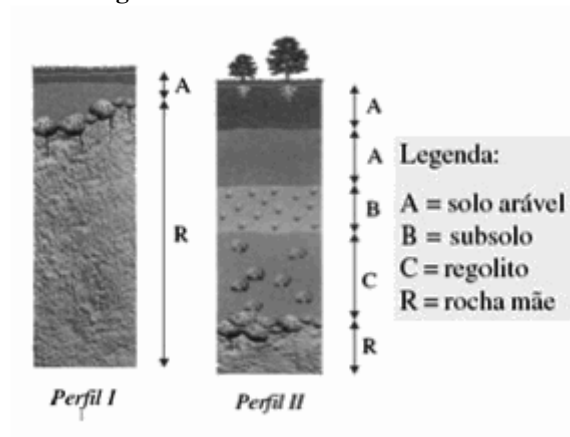 A
R
Perfil I
A
A
B
C
R
Perfil II
Legenda:
A = solo arável
B = subsolo
C = regolito
R = rocha mãe